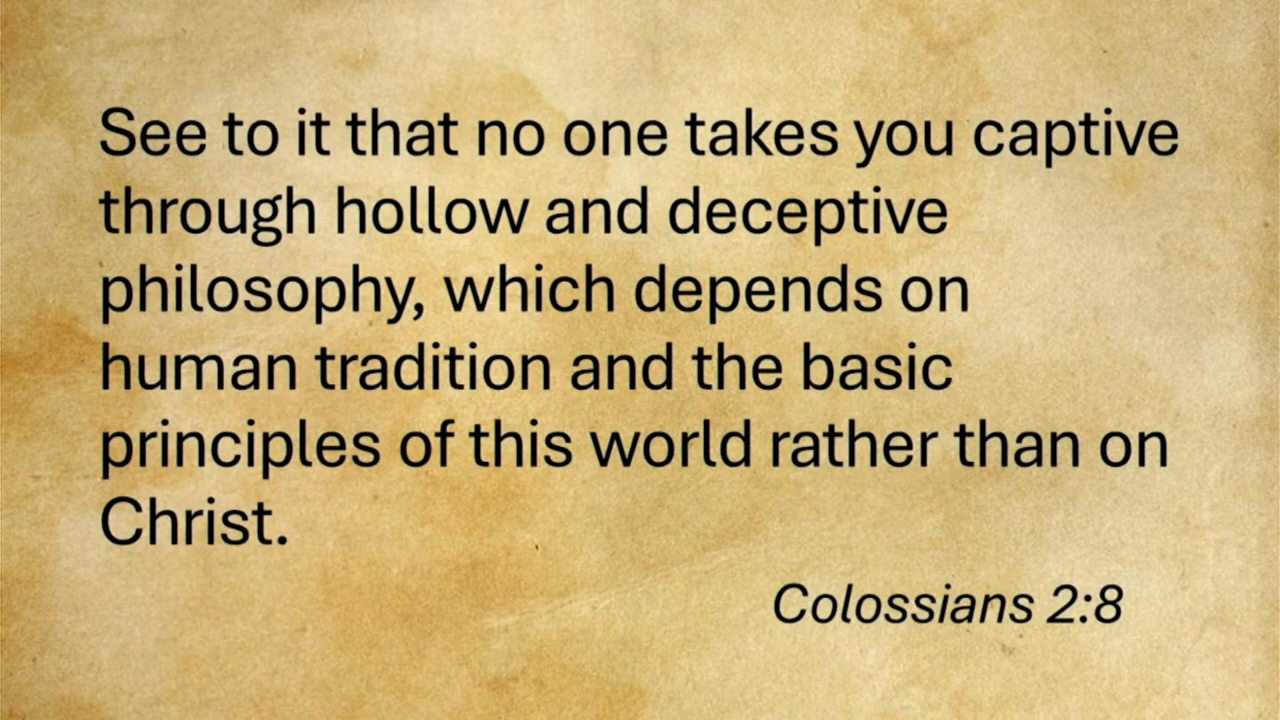 See to it that no one takes you captive
through hollow and deceptive
philosophy, which depends on
human tradition and the basic
principles of this world rather than on
Christ.
Colossians 2:8